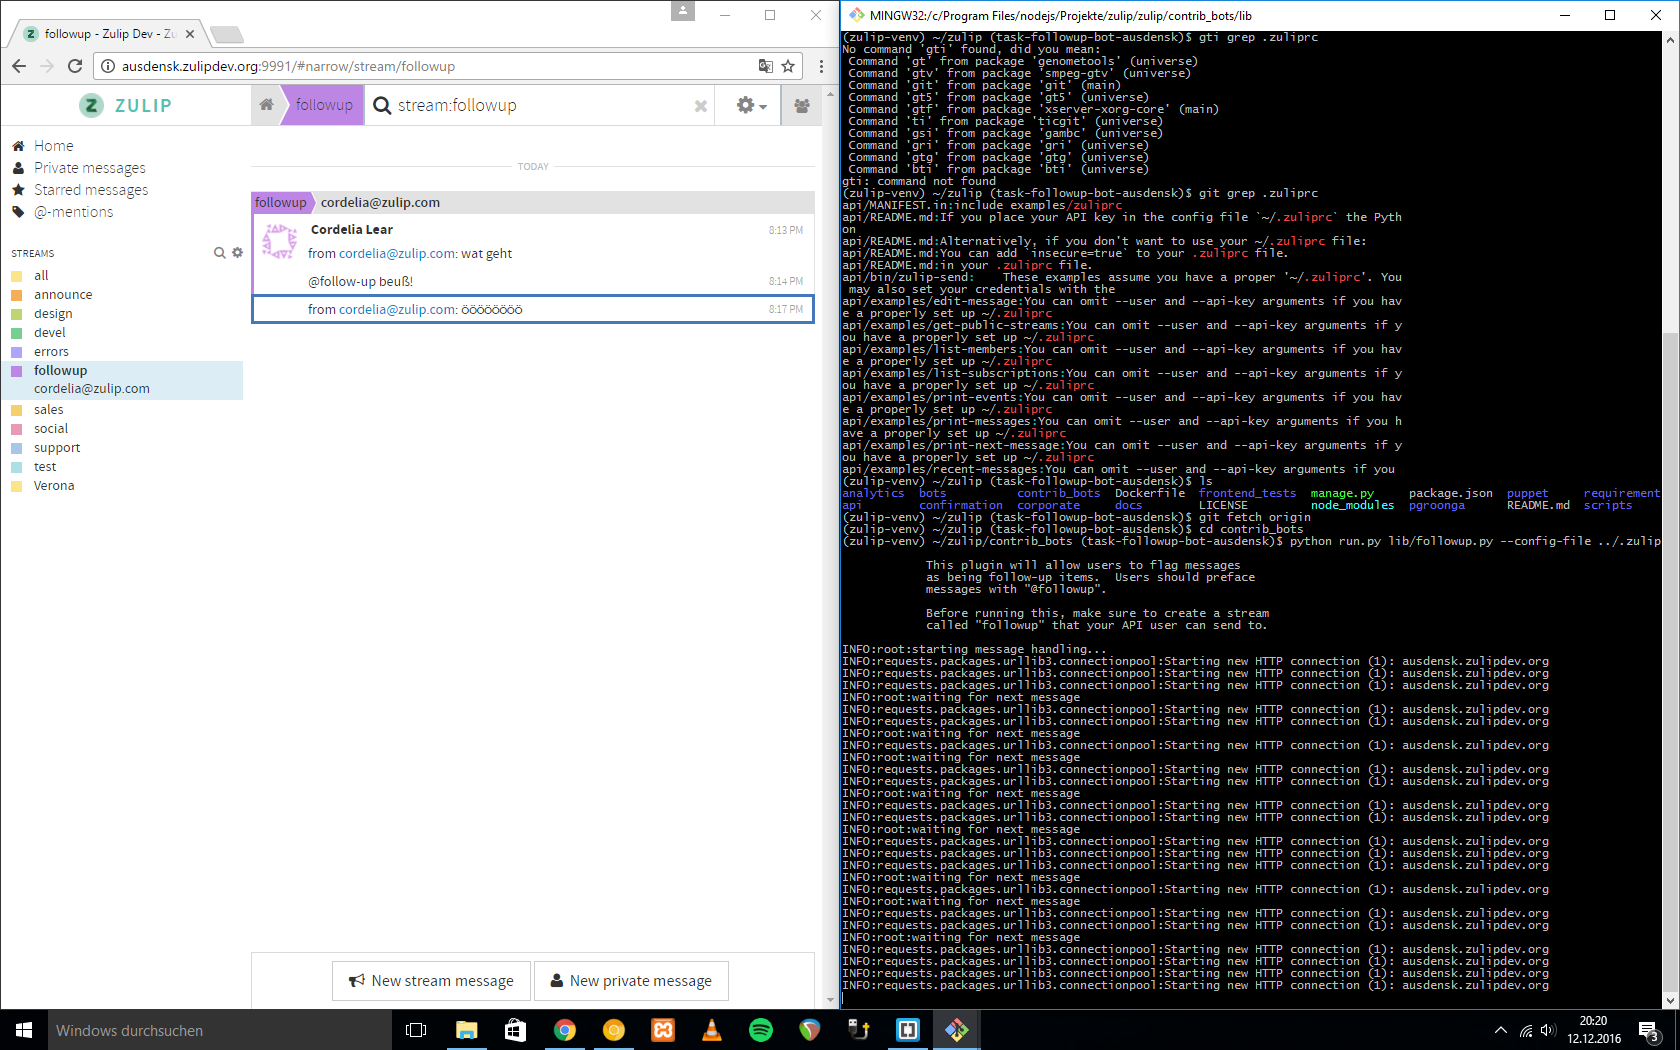 followup - Zulip Dev - Zu
ausdensk.zulipdev.org:9991/#narrow/stream/followup
ZULIP
followup
stream:followup
Home
Private messages
Starred messages
@-mentions
STREAMS
all
announce
design
devel
errors
followup
cordelia@zulip.com
sales
social
support
test
Verona
TODAY
followup cordelia@zulip.com
Cordelia Lear 8:13 PM
from cordelia@zulip.com: wat geht
@follow-up beuß! 8:14 PM
from cordelia@zulip.com: öööööööö 8:17 PM
New stream message
New private message
MINGW32:/c/Program Files/nodejs/Projekte/zulip/zulip/contrib_bots/lib
(zulip-venv) ~/zulip (task-followup-bot-ausdensk)$ gti grep .zuliprc
No command 'gti' found, did you mean:
Command 'gt' from package 'genometools' (universe)
Command 'gtv' from package 'smpeg-gtv' (universe)
Command 'git' from package 'git' (main)
Command 'gt5' from package 'gt5' (universe)
Command 'gtf' from package 'xserver-xorg-core' (main)
Command 'ti' from package 'ticgit' (universe)
Command 'gsi' from package 'gambc' (universe)
Command 'gri' from package 'gri' (universe)
Command 'gtg' from package 'gtg' (universe)
Command 'bti' from package 'bti' (universe)
gti: command not found
(zulip-venv) ~/zulip (task-followup-bot-ausdensk)$ git grep .zuliprc
api/MANIFEST.in:include examples/zuliprc
api/README.md:If you place your API key in the config file `~/.zuliprc` the Pyth
on
api/README.md:Alternatively, if you don't want to use your ~/.zuliprc file:
api/README.md:You can add `insecure=true` to your .zuliprc file.
api/README.md:in your .zuliprc file.
api/bin/zulip-send:    These examples assume you have a proper '~/.zuliprc'. You
may also set your credentials with the
api/examples/edit-message:You can omit --user and --api-key arguments if you hav
e a properly set up ~/.zuliprc
api/examples/get-public-streams:You can omit --user and --api-key arguments if y
ou have a properly set up ~/.zuliprc
api/examples/list-members:You can omit --user and --api-key arguments if you hav
e a properly set up ~/.zuliprc
api/examples/list-subscriptions:You can omit --user and --api-key arguments if y
ou have a properly set up ~/.zuliprc
api/examples/print-events:You can omit --user and --api-key arguments if you hav
e a properly set up ~/.zuliprc
api/examples/print-messages:You can omit --user and --api-key arguments if you h
ave a properly set up ~/.zuliprc
api/examples/print-next-message:You can omit --user and --api-key arguments if y
ou have a properly set up ~/.zuliprc
api/examples/recent-messages:You can omit --user and --api-key arguments if you
(zulip-venv) ~/zulip (task-followup-bot-ausdensk)$ ls
analytics bots contrib_bots Dockerfile frontend_tests manage.py package.json puppet requirement
api confirmation corporate docs LICENSE node_modules pgroonga README.md scripts
(zulip-venv) ~/zulip (task-followup-bot-ausdensk)$ git fetch origin
(zulip-venv) ~/zulip (task-followup-bot-ausdensk)$ cd contrib_bots
(zulip-venv) ~/zulip/contrib_bots (task-followup-bot-ausdensk)$ python run.py lib/followup.py --config-file ../.zulip
This plugin will allow users to flag messages
as being follow-up items.  Users should preface
messages with "@followup".
Before running this, make sure to create a stream
called "followup" that your API user can send to.
INFO:root:starting message handling...
INFO:requests.packages.urllib3.connectionpool:Starting new HTTP connection (1): ausdensk.zulipdev.org
INFO:requests.packages.urllib3.connectionpool:Starting new HTTP connection (1): ausdensk.zulipdev.org
INFO:requests.packages.urllib3.connectionpool:Starting new HTTP connection (1): ausdensk.zulipdev.org
INFO:root:waiting for next message
INFO:requests.packages.urllib3.connectionpool:Starting new HTTP connection (1): ausdensk.zulipdev.org
INFO:requests.packages.urllib3.connectionpool:Starting new HTTP connection (1): ausdensk.zulipdev.org
INFO:root:waiting for next message
INFO:requests.packages.urllib3.connectionpool:Starting new HTTP connection (1): ausdensk.zulipdev.org
INFO:root:waiting for next message
INFO:requests.packages.urllib3.connectionpool:Starting new HTTP connection (1): ausdensk.zulipdev.org
INFO:requests.packages.urllib3.connectionpool:Starting new HTTP connection (1): ausdensk.zulipdev.org
INFO:root:waiting for next message
INFO:requests.packages.urllib3.connectionpool:Starting new HTTP connection (1): ausdensk.zulipdev.org
INFO:requests.packages.urllib3.connectionpool:Starting new HTTP connection (1): ausdensk.zulipdev.org
INFO:root:waiting for next message
INFO:requests.packages.urllib3.connectionpool:Starting new HTTP connection (1): ausdensk.zulipdev.org
INFO:requests.packages.urllib3.connectionpool:Starting new HTTP connection (1): ausdensk.zulipdev.org
INFO:requests.packages.urllib3.connectionpool:Starting new HTTP connection (1): ausdensk.zulipdev.org
INFO:root:waiting for next message
INFO:requests.packages.urllib3.connectionpool:Starting new HTTP connection (1): ausdensk.zulipdev.org
INFO:root:waiting for next message
INFO:requests.packages.urllib3.connectionpool:Starting new HTTP connection (1): ausdensk.zulipdev.org
INFO:requests.packages.urllib3.connectionpool:Starting new HTTP connection (1): ausdensk.zulipdev.org
INFO:root:waiting for next message
INFO:requests.packages.urllib3.connectionpool:Starting new HTTP connection (1): ausdensk.zulipdev.org
INFO:requests.packages.urllib3.connectionpool:Starting new HTTP connection (1): ausdensk.zulipdev.org
INFO:requests.packages.urllib3.connectionpool:Starting new HTTP connection (1): ausdensk.zulipdev.org
INFO:requests.packages.urllib3.connectionpool:Starting new HTTP connection (1): ausdensk.zulipdev.org
Windows durchsuchen
20:20
12.12.2016
3